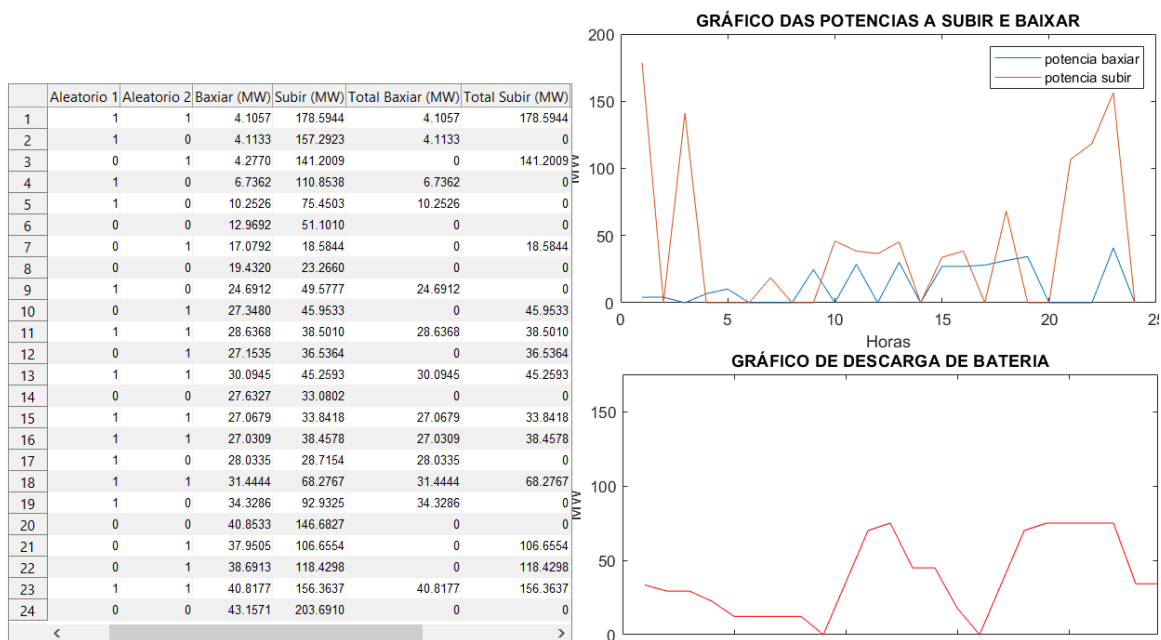 Aleatorio 1 Aleatorio 2 Baxiar (MW) Subir (MW) Total Baxiar (MW) Total Subir (MW)
1 1 1 4.1057 178.5944 4.1057 178.5944
2 1 0 4.1133 157.2923 4.1133 0
3 0 1 4.2770 141.2009 0 141.2009
4 1 0 6.7362 110.8538 6.7362 0
5 1 0 10.2526 75.4503 10.2526 0
6 0 0 12.9692 51.1010 0 0
7 0 1 17.0792 18.5844 0 18.5844
8 0 0 19.4320 23.2660 0 0
9 1 0 24.6912 49.5777 24.6912 0
10 0 1 27.3480 45.9533 0 45.9533
11 1 1 28.6368 38.5010 28.6368 38.5010
12 0 1 27.1535 36.5364 0 36.5364
13 1 1 30.0945 45.2593 30.0945 45.2593
14 0 0 27.6327 33.0802 0 0
15 1 1 27.0679 33.8418 27.0679 33.8418
16 1 1 27.0309 38.4578 27.0309 38.4578
17 1 0 28.0335 28.7154 28.0335 0
18 1 1 31.4444 68.2767 31.4444 68.2767
19 1 0 34.3286 92.9325 34.3286 0
20 0 0 40.8533 146.6827 0 0
21 0 1 37.9505 106.6554 0 106.6554
22 0 1 38.6913 118.4298 0 118.4298
23 1 1 40.8177 156.3637 40.8177 156.3637
24 0 0 43.1571 203.6910 0 0
GRÁFICO DAS POTENCIAS A SUBIR E BAIXAR
200
150
100
50
0
MW
potencia baxiar
potencia subir
0 5 10 15 20 25
Horas
GRÁFICO DE DESCARGA DE BATERIA
150
100
50
0
MW